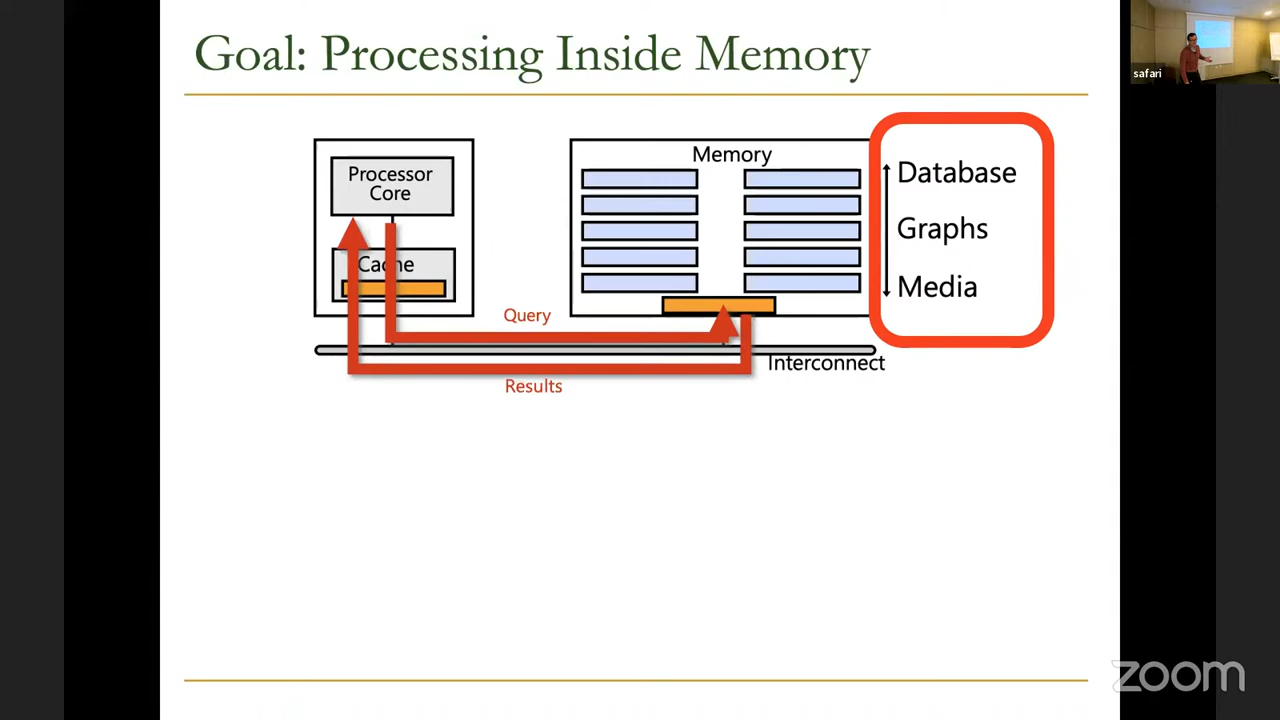 Goal: Processing Inside Memory
safari
Processor
Core
Cache
Memory
Database
Graphs
Media
Query
Interconnect
Results
zoom